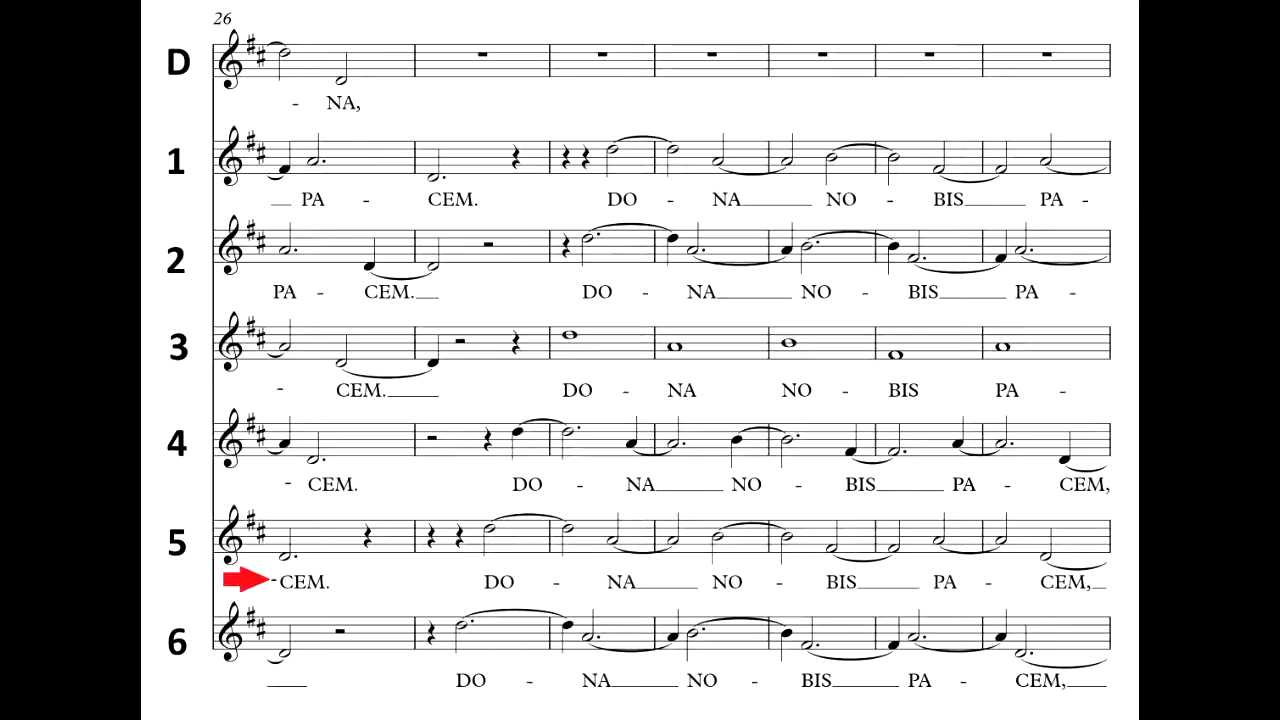 26
D
- NA,
1
PA - CEM. DO - NA NO - BIS PA -
2
PA - CEM. DO - NA NO - BIS PA -
3
- CEM. DO - NA NO - BIS PA -
4
- CEM. DO - NA NO - BIS PA - CEM,
5
-CEM. DO - NA NO - BIS PA - CEM,
6
DO - NA NO - BIS PA - CEM,